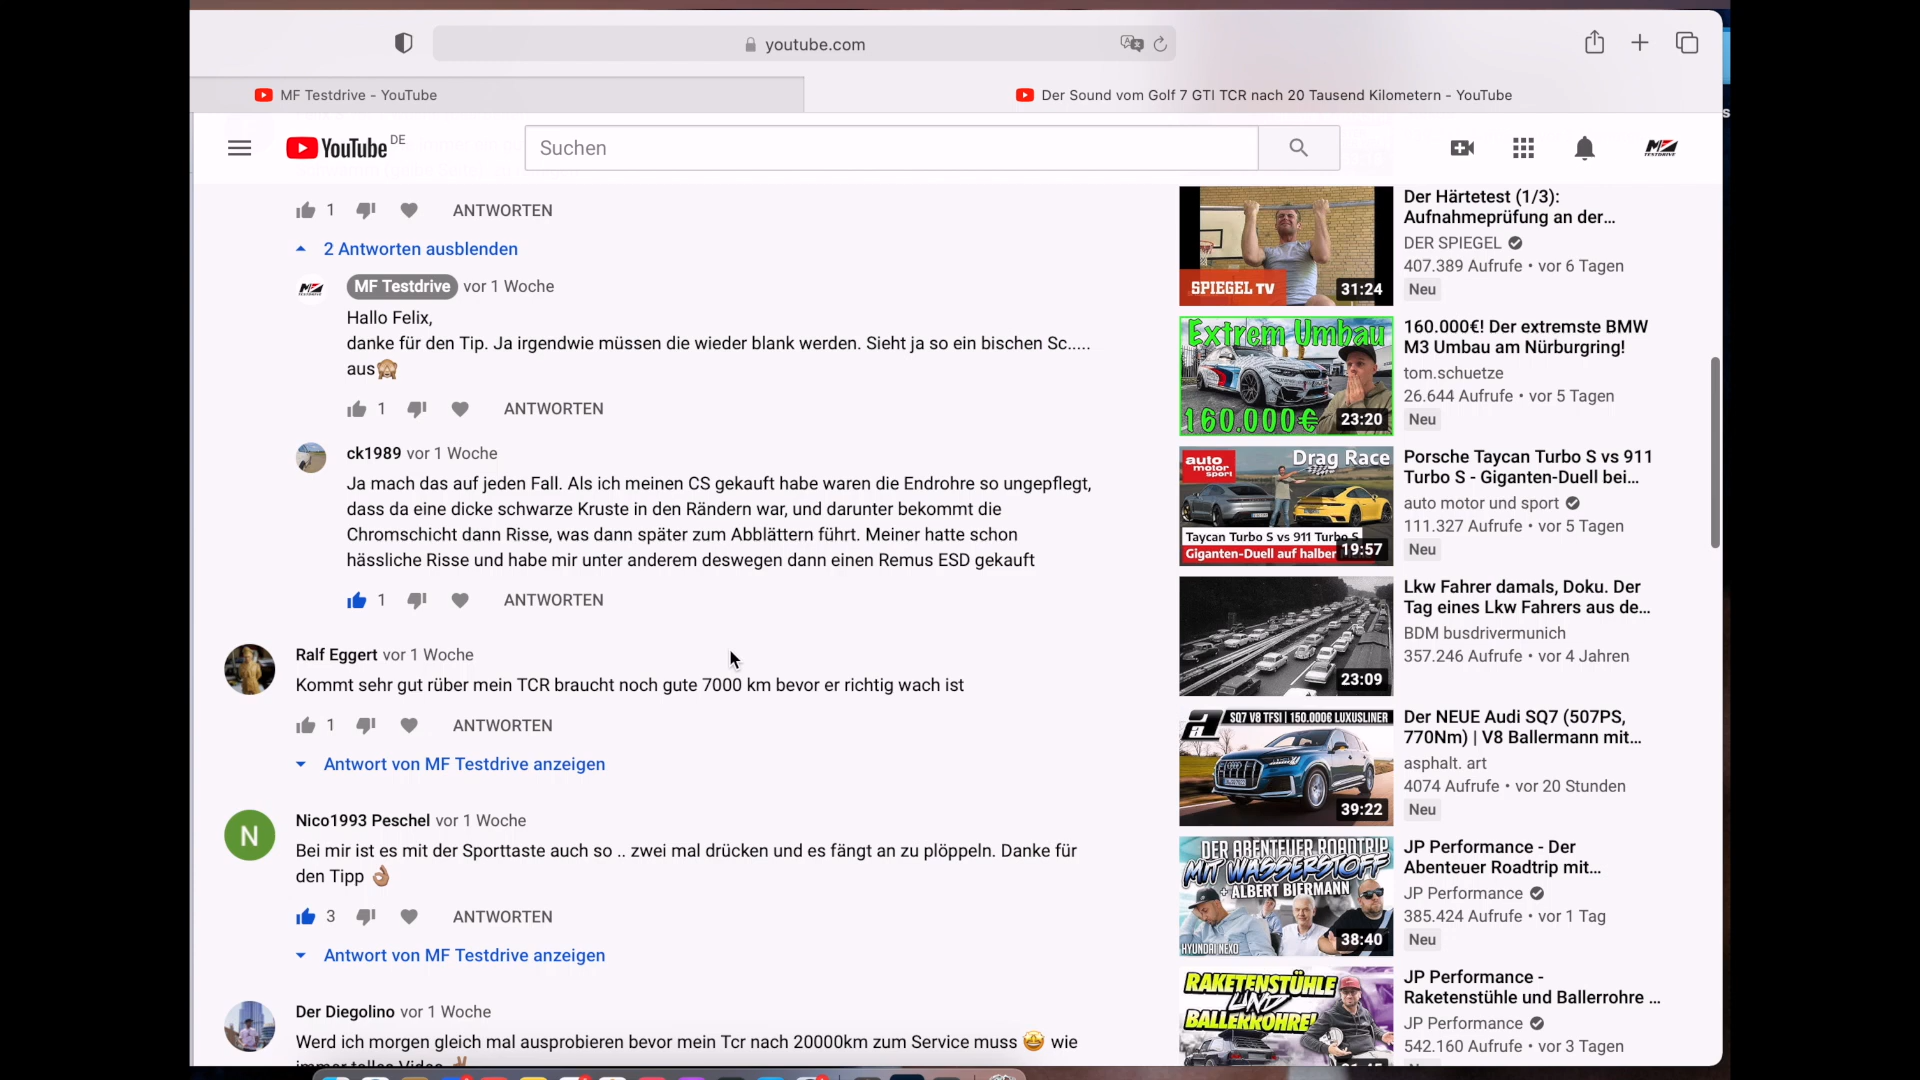 youtube.com
MF Testdrive - YouTube
Der Sound vom Golf 7 GTI TCR nach 20 Tausend Kilometern - YouTube
YouTube DE
Suchen
MF TESTDRIVE
1 ANTWORTEN
2 Antworten ausblenden
MF Testdrive vor 1 Woche
Hallo Felix,
danke für den Tip. Ja irgendwie müssen die wieder blank werden. Sieht ja so ein bischen Sc.....
aus🙈
1 ANTWORTEN
ck1989 vor 1 Woche
Ja mach das auf jeden Fall. Als ich meinen CS gekauft habe waren die Endrohre so ungepflegt,
dass da eine dicke schwarze Kruste in den Rändern war, und darunter bekommt die
Chromschicht dann Risse, was dann später zum Abblättern führt. Meiner hatte schon
hässliche Risse und habe mir unter anderem deswegen dann einen Remus ESD gekauft
1 ANTWORTEN
Ralf Eggert vor 1 Woche
Kommt sehr gut rüber mein TCR braucht noch gute 7000 km bevor er richtig wach ist
1 ANTWORTEN
Antwort von MF Testdrive anzeigen
N
Nico1993 Peschel vor 1 Woche
Bei mir ist es mit der Sporttaste auch so .. zwei mal drücken und es fängt an zu plöppeln. Danke für
den Tipp 👌🏽
3 ANTWORTEN
Antwort von MF Testdrive anzeigen
Der Diegolino vor 1 Woche
Werd ich morgen gleich mal ausprobieren bevor mein Tcr nach 20000km zum Service muss 🤩 wie
immer tolles Video ✌🏽
SPIEGEL TV
31:24
Der Härtetest (1/3):
Aufnahmeprüfung an der...
DER SPIEGEL
407.389 Aufrufe • vor 6 Tagen
Neu
Extrem Umbau
160.000€
23:20
160.000€! Der extremste BMW
M3 Umbau am Nürburgring!
tom.schuetze
26.644 Aufrufe • vor 5 Tagen
Neu
auto motor sport
Drag Race
Taycan Turbo S vs 911 Turbo S
Giganten-Duell auf halber
19:57
Porsche Taycan Turbo S vs 911
Turbo S - Giganten-Duell bei...
auto motor und sport
111.327 Aufrufe • vor 5 Tagen
Neu
23:09
Lkw Fahrer damals, Doku. Der
Tag eines Lkw Fahrers aus de...
BDM busdrivermunich
357.246 Aufrufe • vor 4 Jahren
SQ7 V8 TFSI | 150.000€ LUXUSLINER
39:22
Der NEUE Audi SQ7 (507PS,
770Nm) | V8 Ballermann mit...
asphalt. art
4074 Aufrufe • vor 20 Stunden
Neu
DER ABENTEUER ROADTRIP
MIT WASSERSTOFF
+ ALBERT BIERMANN
HYUNDAI NEXO
38:40
JP Performance - Der
Abenteuer Roadtrip mit...
JP Performance
385.424 Aufrufe • vor 1 Tag
Neu
RAKETENSTÜHLE
UND
BALLERROHRE!
JP Performance -
Raketenstühle und Ballerrohre ...
JP Performance
542.160 Aufrufe • vor 3 Tagen